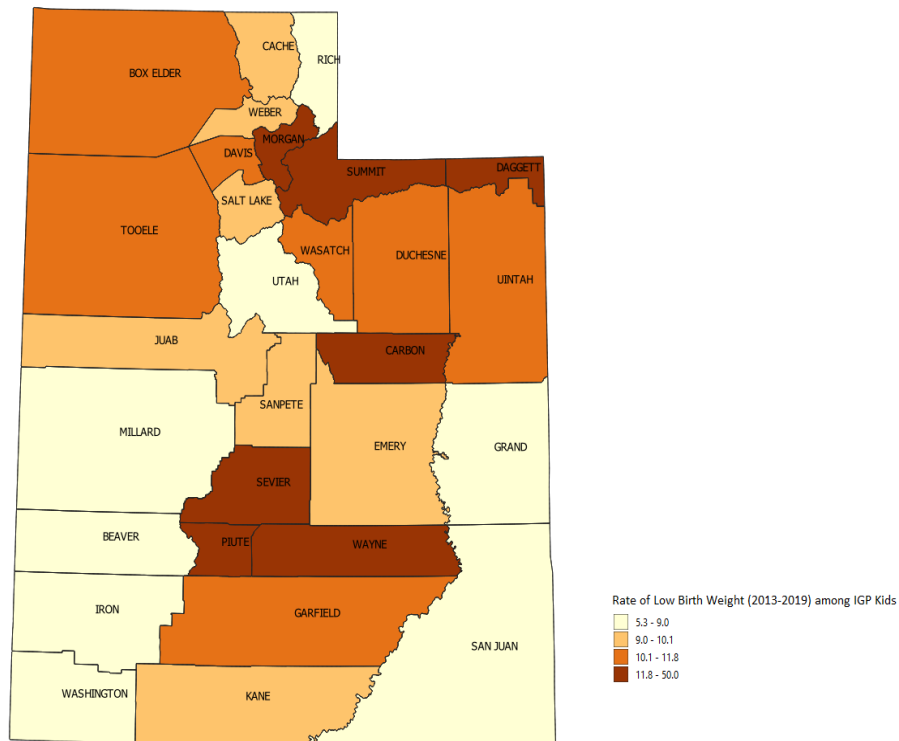 CACHE
RICH
BOX ELDER
WEBER
MORGAN
DAVIS
SUMMIT
DAGGETT
SALT LAKE
TOOELE
WASATCH
DUCHESNE
UTAH
UINTAH
JUAB
CARBON
SANPETE
MILLARD
EMERY
GRAND
SEVIER
BEAVER
PIUTE
WAYNE
IRON
GARFIELD
SAN JUAN
WASHINGTON
KANE
Rate of Low Birth Weight (2013-2019) among IGP Kids
5.3 - 9.0
9.0 - 10.1
10.1 - 11.8
11.8 - 50.0